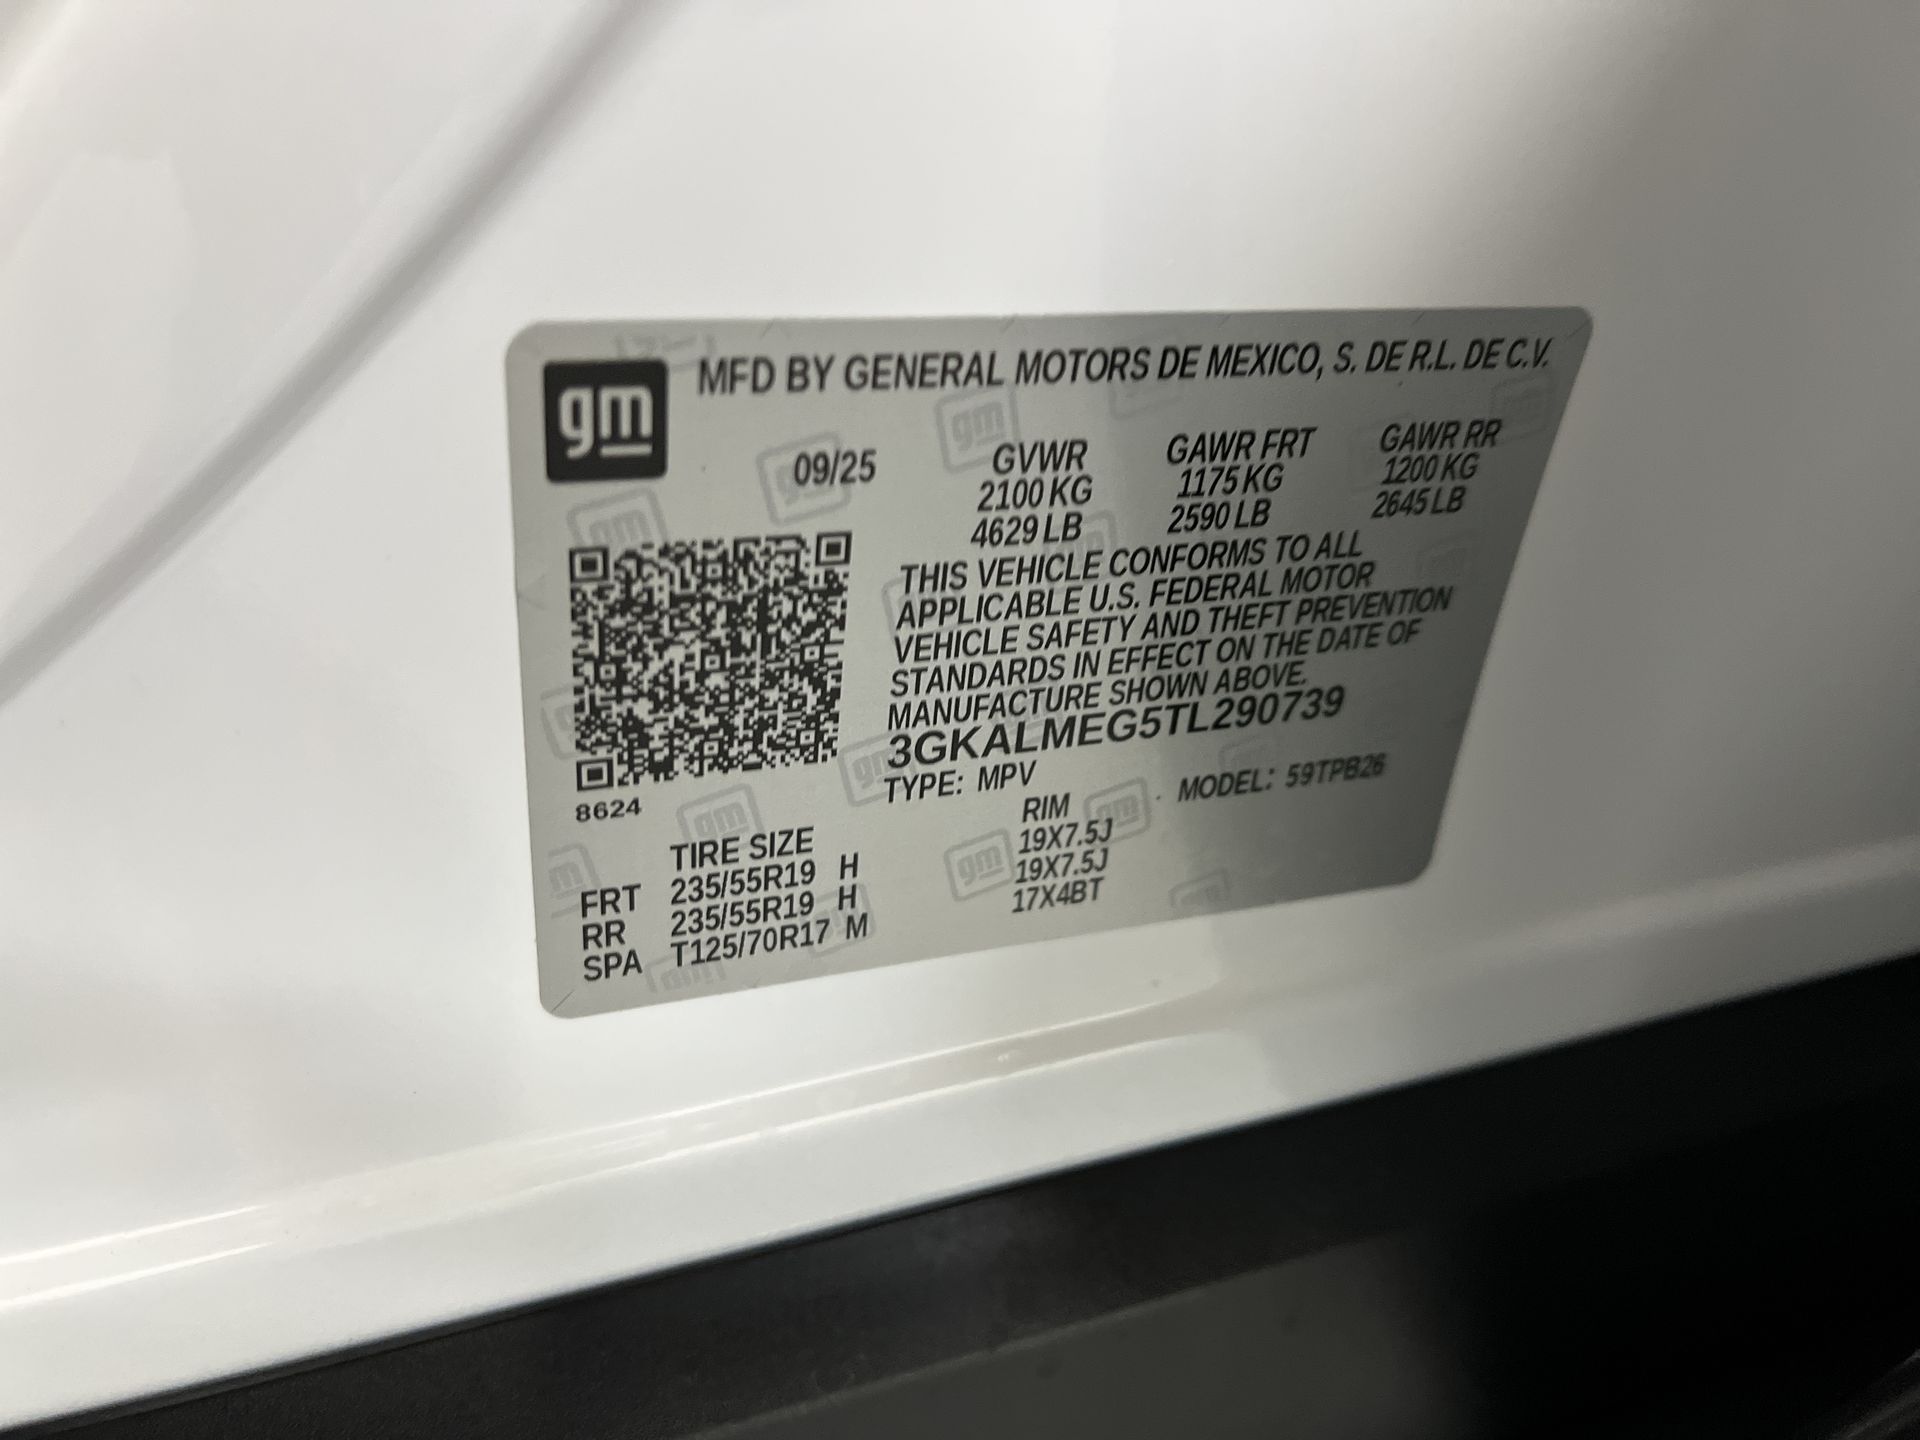 gm
MFD BY GENERAL MOTORS DE MEXICO, S. DE R.L. DE C.V.
09/25 GVWR GAWR FRT GAWR RR
2100 KG 1175 KG 1200 KG
4629 LB 2590 LB 2645 LB
THIS VEHICLE CONFORMS TO ALL
APPLICABLE U.S. FEDERAL MOTOR
VEHICLE SAFETY AND THEFT PREVENTION
STANDARDS IN EFFECT ON THE DATE OF
MANUFACTURE SHOWN ABOVE.
3GKALMEG5TL290739
TYPE: MPV MODEL: 59TPB26
8624
TIRE SIZE RIM
FRT 235/55R19 H 19X7.5J
RR 235/55R19 H 19X7.5J
SPA T125/70R17 M 17X4BT